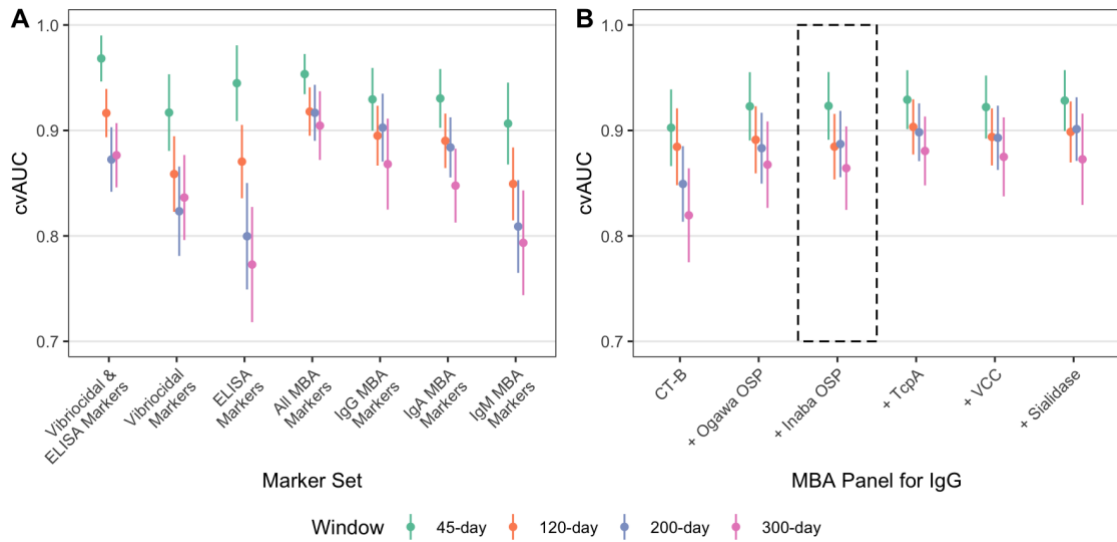 A
cvAUC
1.0
0.9
0.8
0.7
Vibriocidal &
ELISA Markers
Vibriocidal
Markers
ELISA
Markers
All MBA
Markers
IgG MBA
Markers
IgA MBA
Markers
IgM MBA
Markers
Marker Set
B
cvAUC
1.0
0.9
0.8
0.7
CT-B
+ Ogawa OSP
+ Inaba OSP
+ TcpA
+ VCC
+ Sialidase
MBA Panel for IgG
Window
45-day
120-day
200-day
300-day